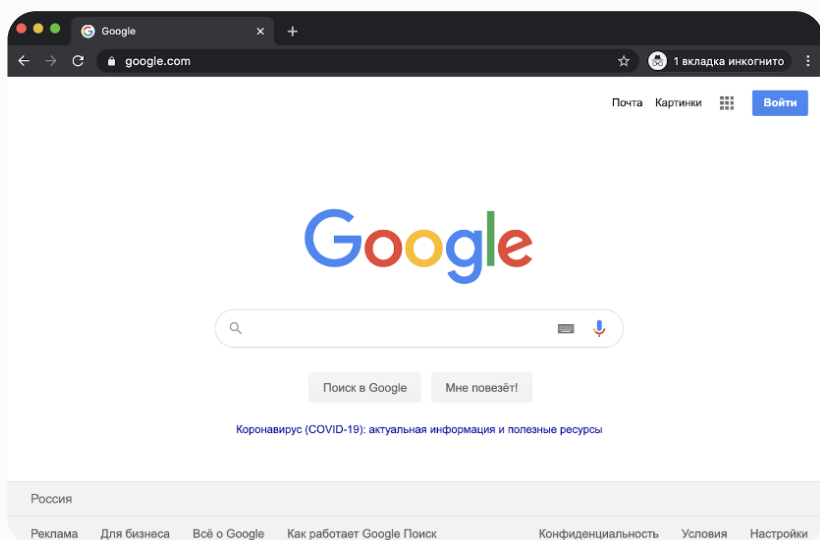 Google
google.com
1 вкладка инкогнито
Почта Картинки Войти
Google
Поиск в Google Мне повезёт!
Коронавирус (COVID-19): актуальная информация и полезные ресурсы
Россия
Реклама Для бизнеса Всё о Google Как работает Google Поиск Конфиденциальность Условия Настройки